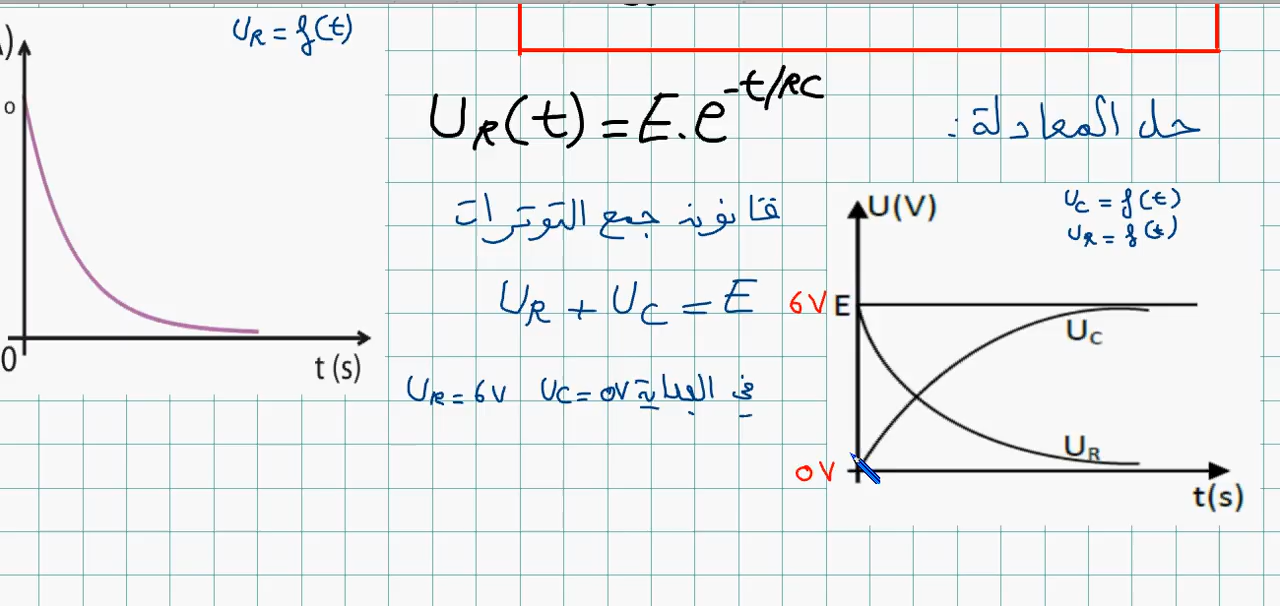 U_R = f(t)
U_R(t) = E.e^{-t/RC}
حل المعادلة :
قانون جمع التوترات
U_R + U_C = E
في البداية U_C = 0V U_R = 6V
0
t (s)
U_C = f(t)
U_R = f(t)
U(V)
6V E
U_C
U_R
0V
t(s)